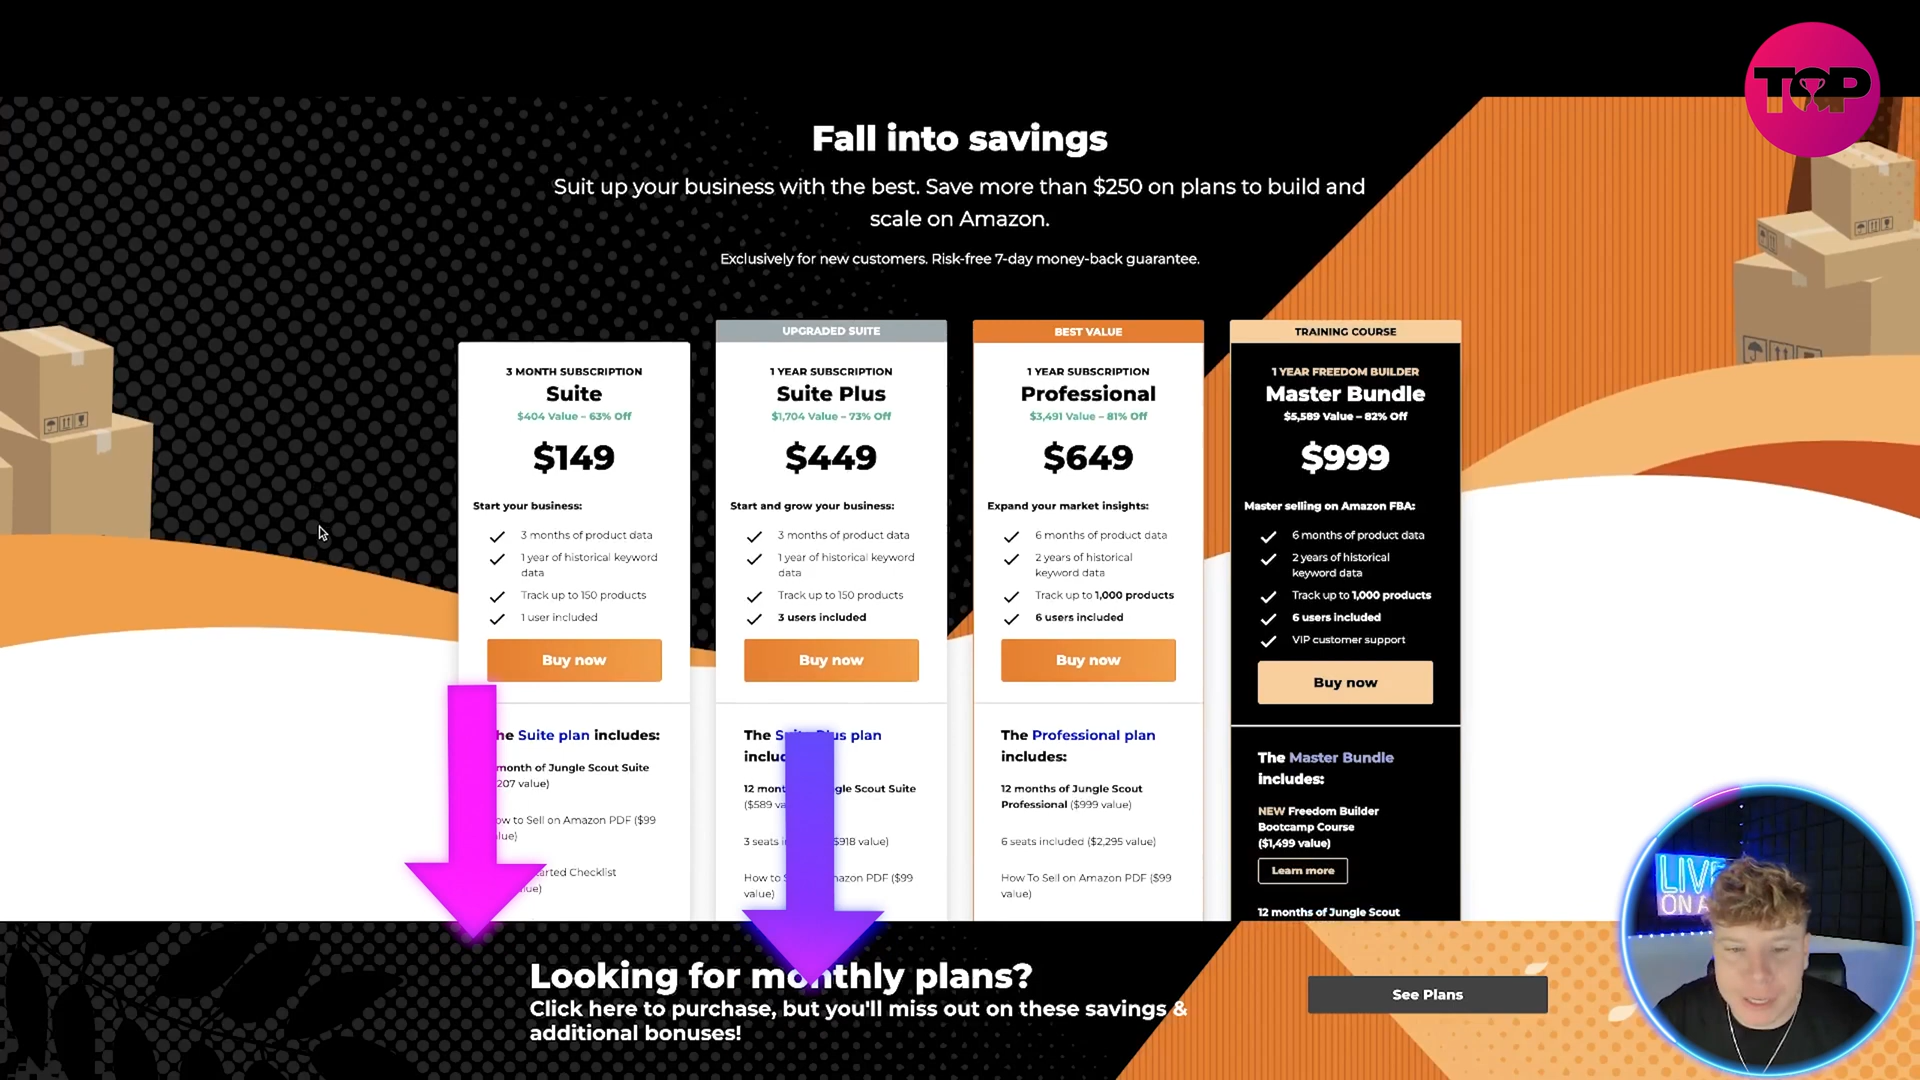 TOP
Fall into savings
Suit up your business with the best. Save more than $250 on plans to build and
scale on Amazon.
Exclusively for new customers. Risk-free 7-day money-back guarantee.
3 MONTH SUBSCRIPTION
Suite
$404 Value – 63% Off
$149
Start your business:
3 months of product data
1 year of historical keyword
data
Track up to 150 products
1 user included
Buy now
Suite plan includes:
month of Jungle Scout Suite
value)
to Sell on Amazon PDF ($99
Checklist
UPGRADED SUITE
1 YEAR SUBSCRIPTION
Suite Plus
$1,704 Value – 73% Off
$449
Start and grow your business:
3 months of product data
1 year of historical keyword
data
Track up to 150 products
3 users included
Buy now
The plan
12 Scout Suite
($589
3 seats $918 value)
How to PDF ($99
value)
BEST VALUE
1 YEAR SUBSCRIPTION
Professional
$3,491 Value – 81% Off
$649
Expand your market insights:
6 months of product data
2 years of historical
keyword data
Track up to 1,000 products
6 users included
Buy now
The Professional plan
includes:
12 months of Jungle Scout
Professional ($999 value)
6 seats included ($2,295 value)
How To Sell on Amazon PDF ($99
value)
TRAINING COURSE
1 YEAR FREEDOM BUILDER
Master Bundle
$5,589 Value – 82% Off
$999
Master selling on Amazon FBA:
6 months of product data
2 years of historical
keyword data
Track up to 1,000 products
6 users included
VIP customer support
Buy now
The Master Bundle
includes:
NEW Freedom Builder
Bootcamp Course
($1,499 value)
Learn more
12 months of Jungle Scout
Looking for monthly plans?
Click here to purchase, but you'll miss out on these savings &
additional bonuses!
See Plans
LIVE
ON